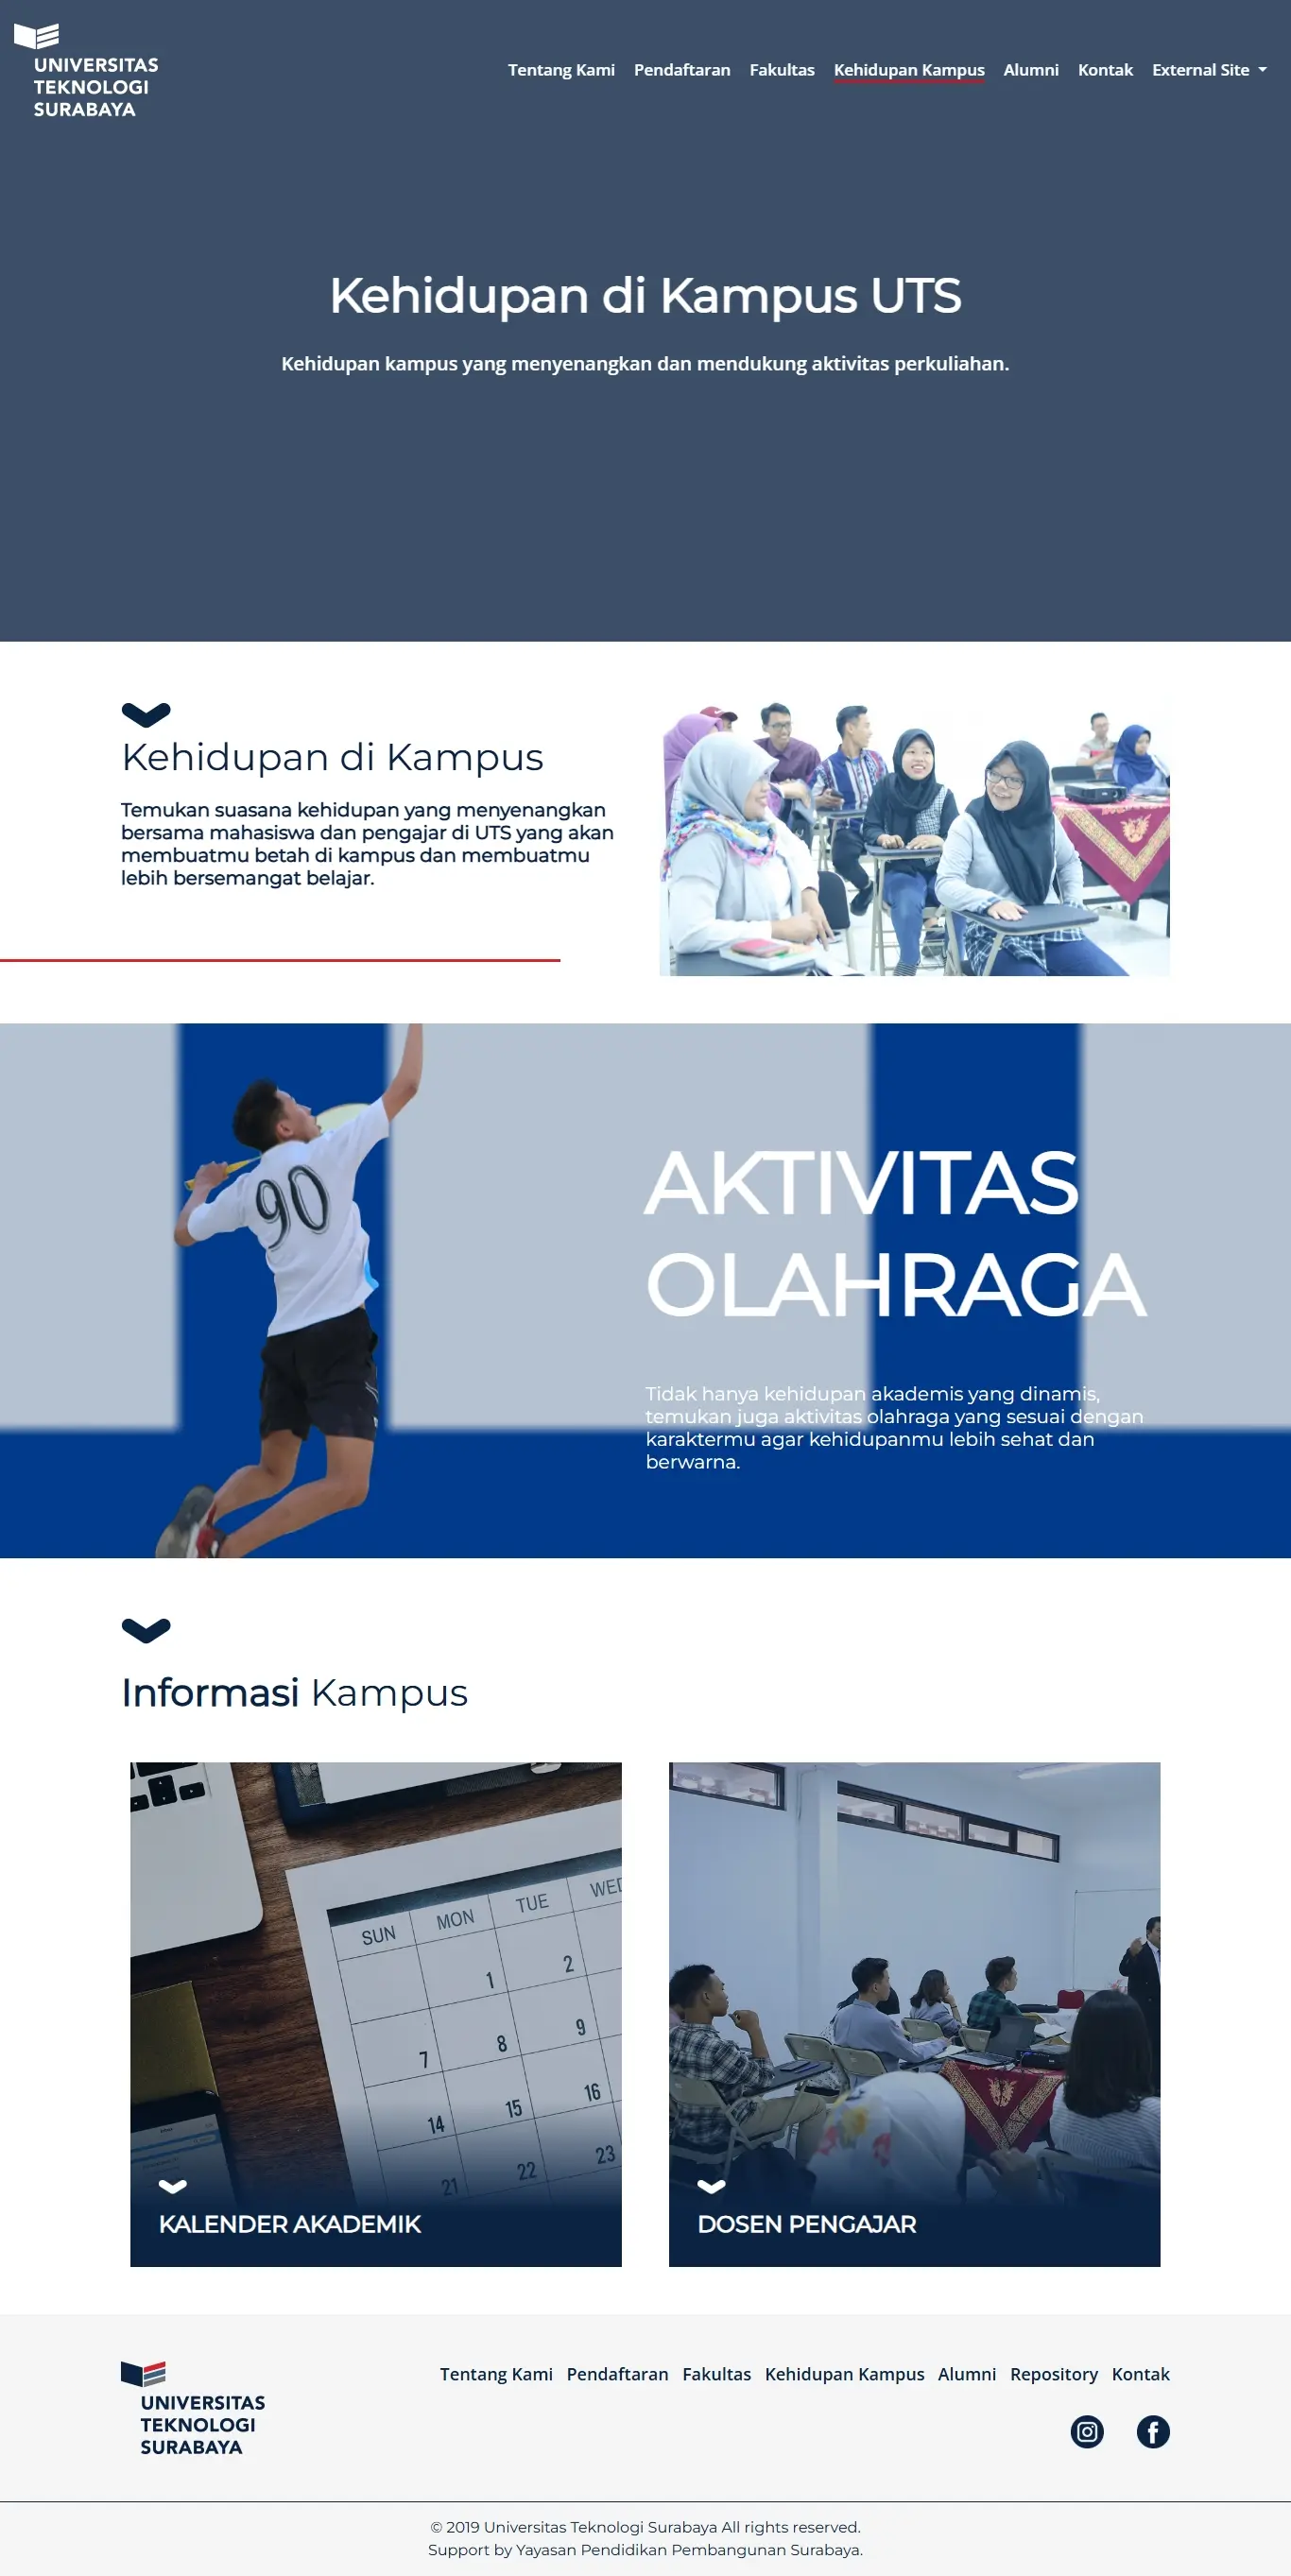 UNIVERSITAS
TEKNOLOGI
SURABAYA
Tentang Kami Pendaftaran Fakultas Kehidupan Kampus Alumni Kontak External Site
Kehidupan di Kampus UTS
Kehidupan kampus yang menyenangkan dan mendukung aktivitas perkuliahan.
Kehidupan di Kampus
Temukan suasana kehidupan yang menyenangkan
bersama mahasiswa dan pengajar di UTS yang akan
membuatmu betah di kampus dan membuatmu
lebih bersemangat belajar.
90
AKTIVITAS
OLAHRAGA
Tidak hanya kehidupan akademis yang dinamis,
temukan juga aktivitas olahraga yang sesuai dengan
karaktermu agar kehidupanmu lebih sehat dan
berwarna.
Informasi Kampus
SUN MON TUE WED
1 2
7 8 9
14 15 16
21 22 23
KALENDER AKADEMIK
DOSEN PENGAJAR
UNIVERSITAS
TEKNOLOGI
SURABAYA
Tentang Kami Pendaftaran Fakultas Kehidupan Kampus Alumni Repository Kontak
© 2019 Universitas Teknologi Surabaya All rights reserved.
Support by Yayasan Pendidikan Pembangunan Surabaya.